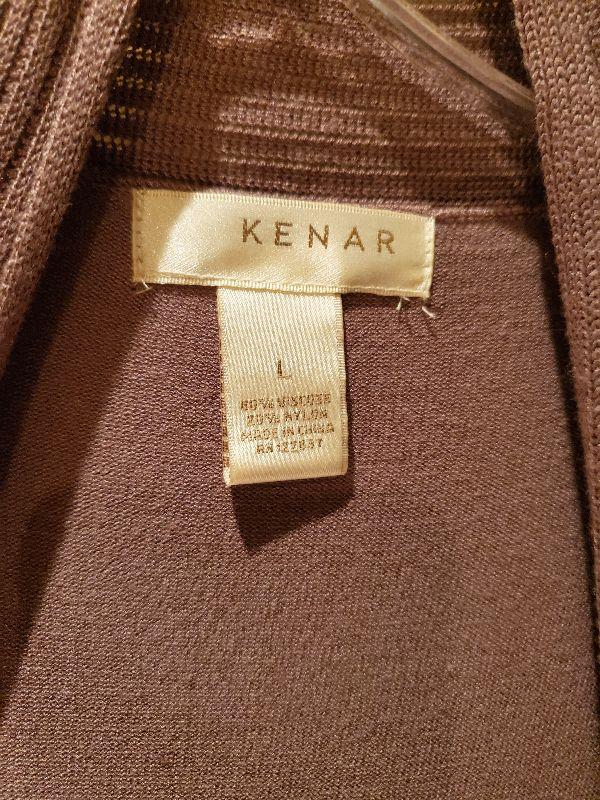 KENAR
L
80% VISCOSE
20% NYLON
MADE IN CHINA